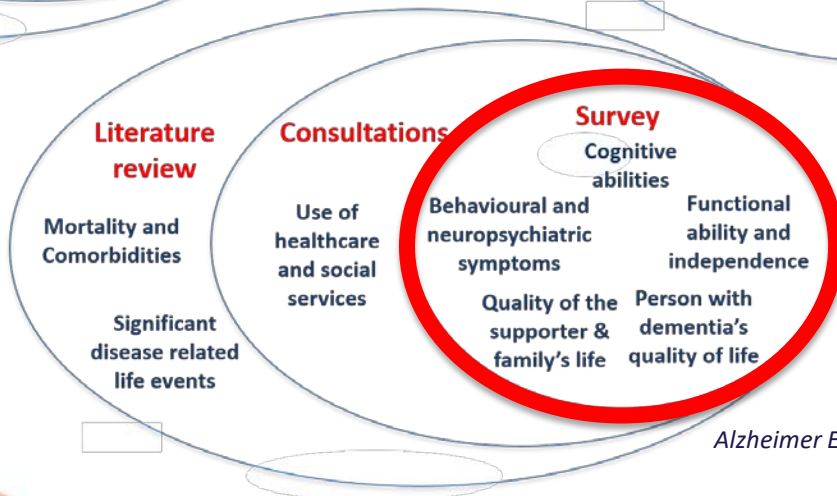 Literature
review
Mortality and
Comorbidities
Significant
disease related
life events
Consultations
Use of
healthcare
and social
services
Survey
Cognitive
abilities
Behavioural and
neuropsychiatric
symptoms
Functional
ability and
independence
Quality of the
supporter &
family's life
Person with
dementia's
quality of life
Alzheimer E